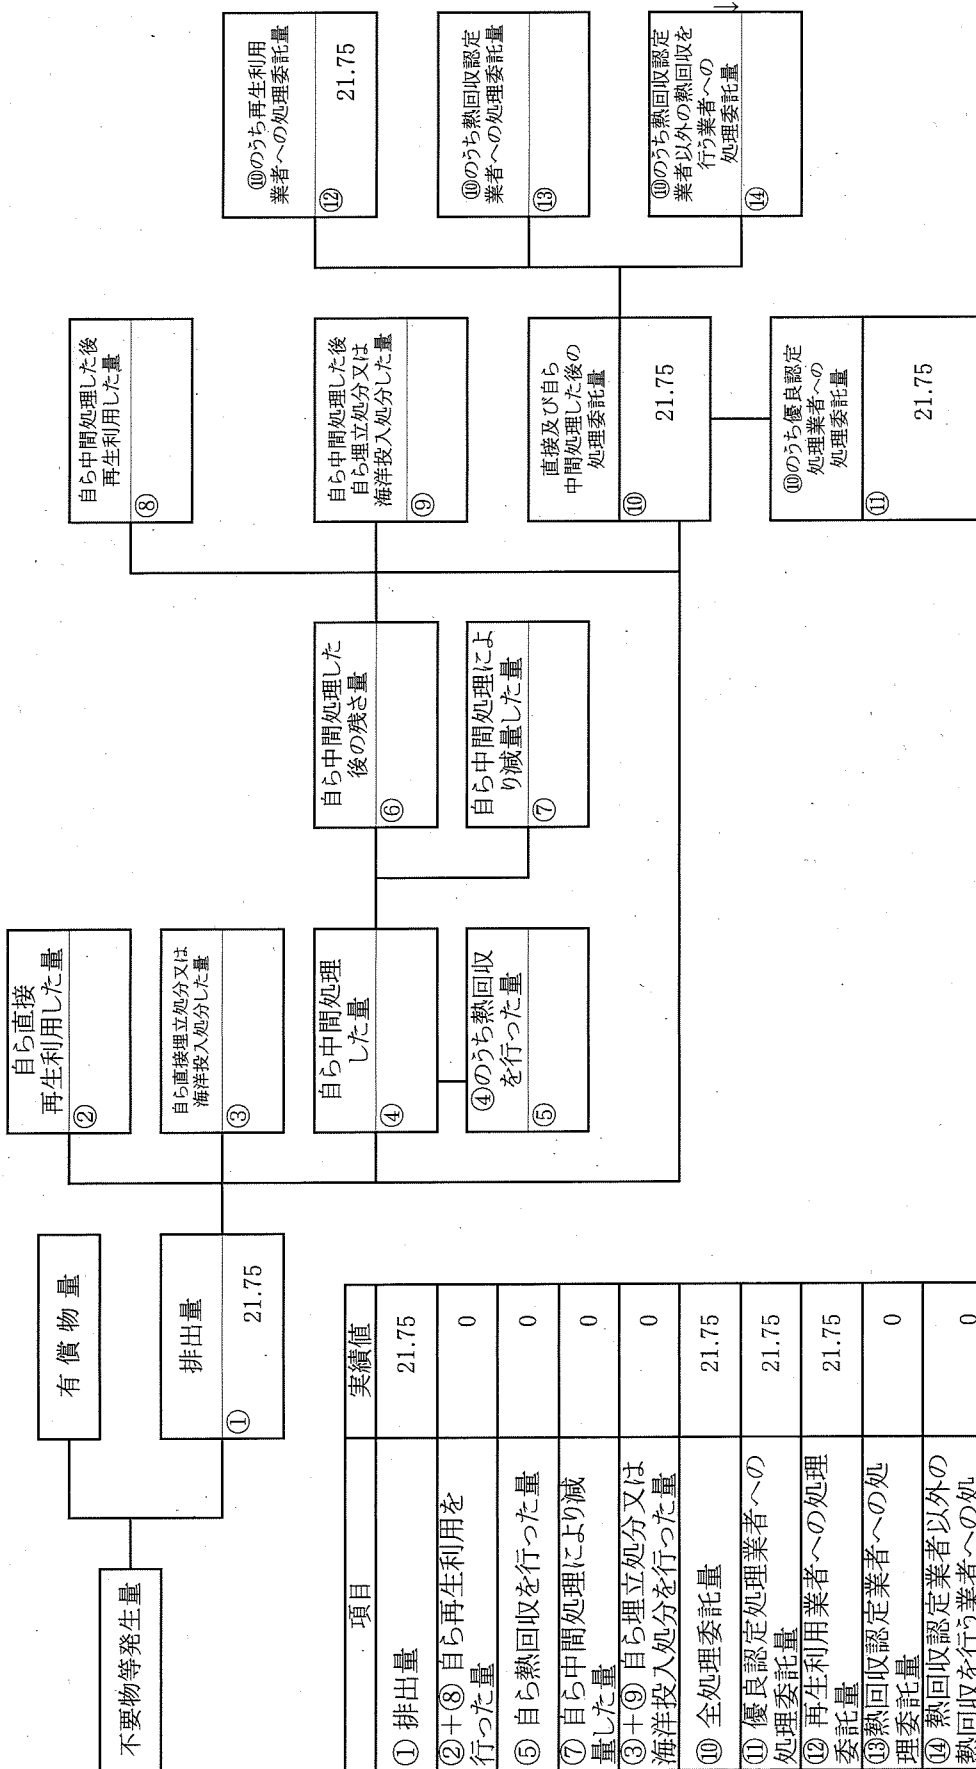 不要物等発生量
有償物量
排出量
①
21.75
自ら直接
再生利用した量
②
自ら直接埋立処分又は
海洋投入処分した量
③
自ら中間処理
した量
④
④のうち熱回収
を行った量
⑤
自ら中間処理した
後の残さ量
⑥
自ら中間処理によ
り減量した量
⑦
自ら中間処理した後
再生利用した量
⑧
自ら中間処理した後
自ら埋立処分又は
海洋投入処分した量
⑨
直接及び自ら
中間処理した後の
処理委託量
⑩
21.75
⑩のうち優良認定
処理業者への
処理委託量
⑪
21.75
⑩のうち再生利用
業者への処理委託量
⑫
21.75
⑩のうち熱回収認定
業者への処理委託量
⑬
⑩のうち熱回収認定
業者以外の熱回収を
行う業者への
処理委託量
⑭
項目 実績値
① 排出量 21.75
②+⑧ 自ら再生利用を
行った量 0
⑤ 自ら熱回収を行った量 0
⑦ 自ら中間処理により減
量した量 0
③+⑨ 自ら埋立処分又は
海洋投入処分を行った量 0
⑩ 全処理委託量 21.75
⑪ 優良認定処理業者への
処理委託量 21.75
⑫ 再生利用業者への処理
委託量 21.75
⑬熱回収認定業者への処
理委託量 0
⑭ 熱回収認定業者以外の
熱回収を行う業者への処 0